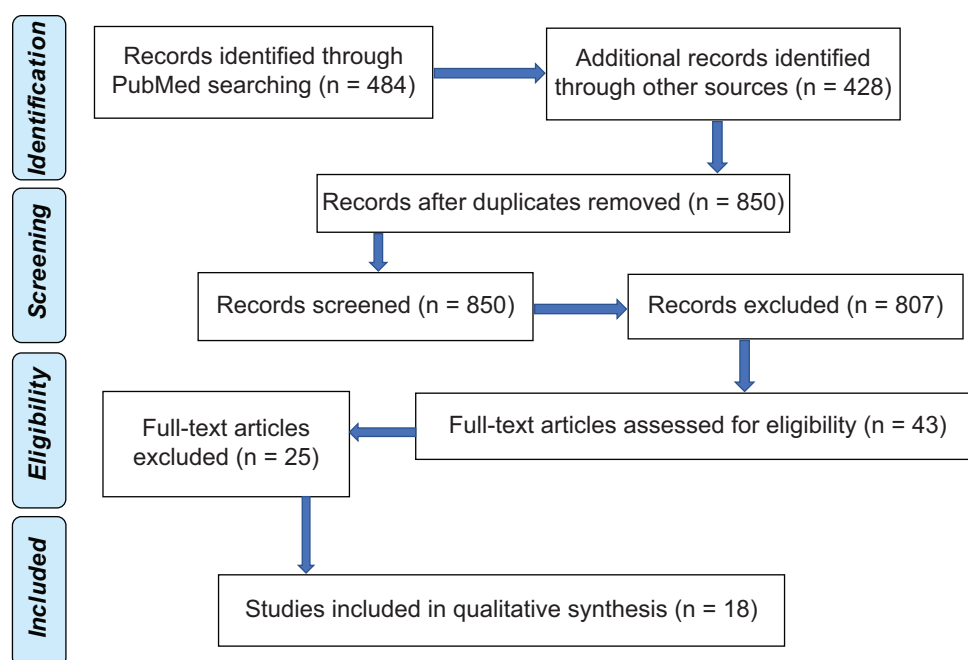 Identification
Records identified through
PubMed searching (n = 484)
Additional records identified
through other sources (n = 428)
Records after duplicates removed (n = 850)
Screening
Records screened (n = 850)
Records excluded (n = 807)
Eligibility
Full-text articles assessed for eligibility (n = 43)
Full-text articles
excluded (n = 25)
Included
Studies included in qualitative synthesis (n = 18)